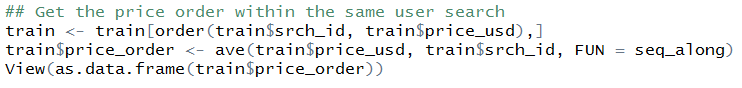 ## Get the price order within the same user search
train <- train[order(train$srch_id, train$price_usd),]
train$price_order <- ave(train$price_usd, train$srch_id, FUN = seq_along)
View(as.data.frame(train$price_order))